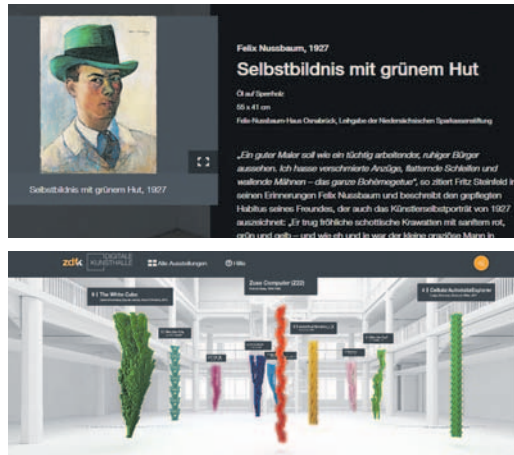 Felix Nussbaum, 1927
Selbstbildnis mit grünem Hut
Öl auf Sperrholz
55 x 41 cm
Felix-Nussbaum-Haus Osnabrück, Leihgabe der Niedersächsischen Sparkassenstiftung
„Ein guter Maler soll wie ein tüchtig arbeitender, ruhiger Bürger
aussehen. Ich hasse verschmierte Anzüge, flatternde Schleifen und
wallende Mähnen – das ganze Bohèmegetue“, so zitiert Fritz Steinfeld in
seinen Erinnerungen Felix Nussbaum und beschreibt den gepflegten
Habitus seines Freundes, der auch das Künstlerselbstporträt von 1927
auszeichnet: „Er trug fröhliche schottische Krawatten mit sanftem rot,
grün und gelb – und wie eh und je war der kleine graziöse Mann in
Selbstbildnis mit grünem Hut, 1927
zdfk DIGITALE
KUNSTHALLE
Alle Ausstellungen
Hilfe
The White Cube
Zuse Computer (Z22)